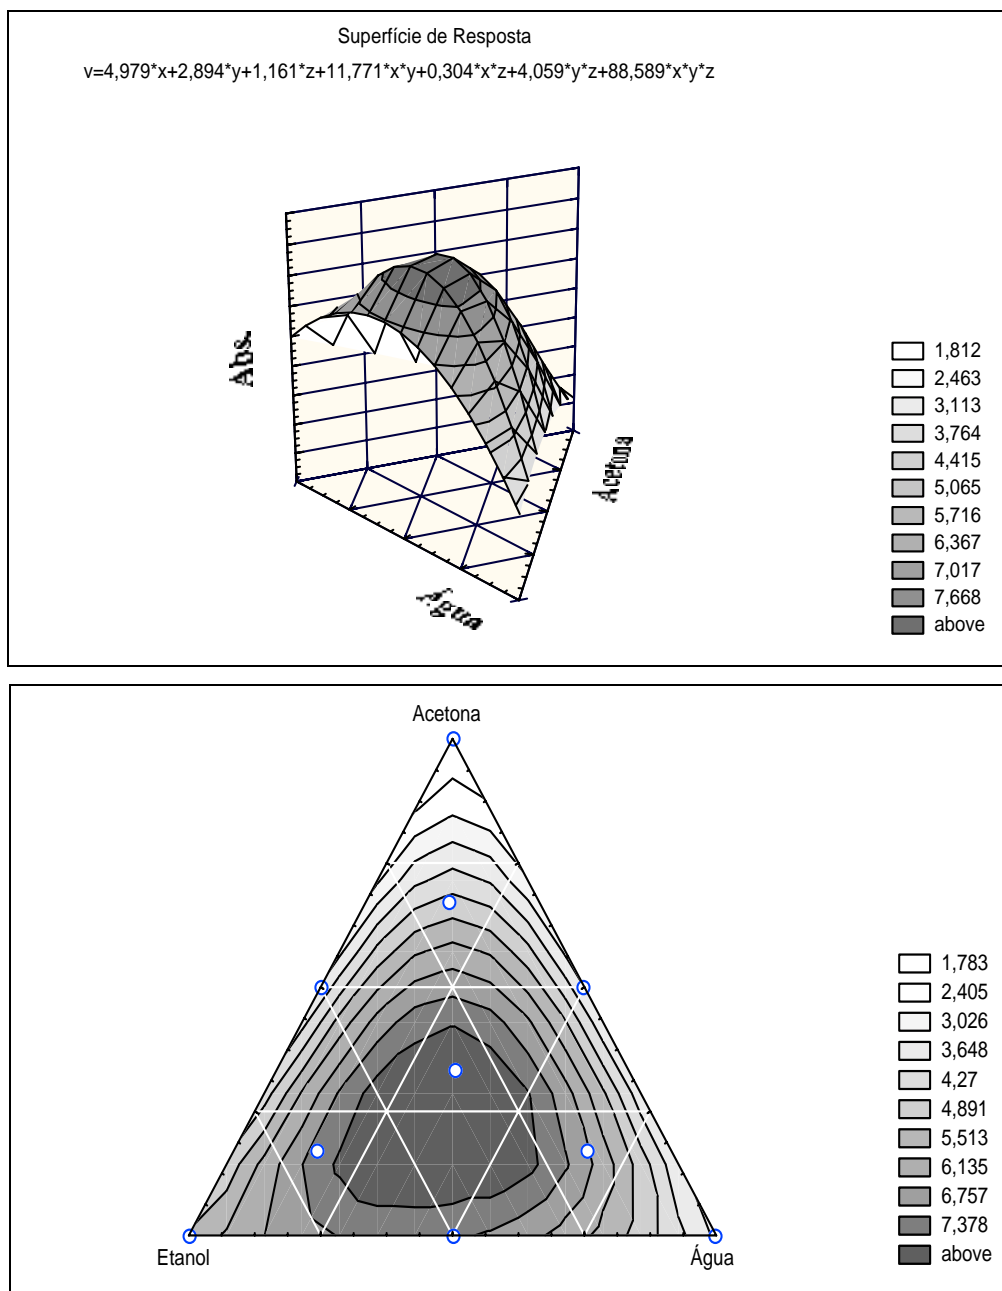 Superfície de Resposta
v=4,979*x+2,894*y+1,161*z+11,771*x*y+0,304*x*z+4,059*y*z+88,589*x*y*z
Abs.
Acetona
Água
1,812
2,463
3,113
3,764
4,415
5,065
5,716
6,367
7,017
7,668
above
Acetona
1,783
2,405
3,026
3,648
4,27
4,891
5,513
6,135
6,757
7,378
above
Etanol
Água